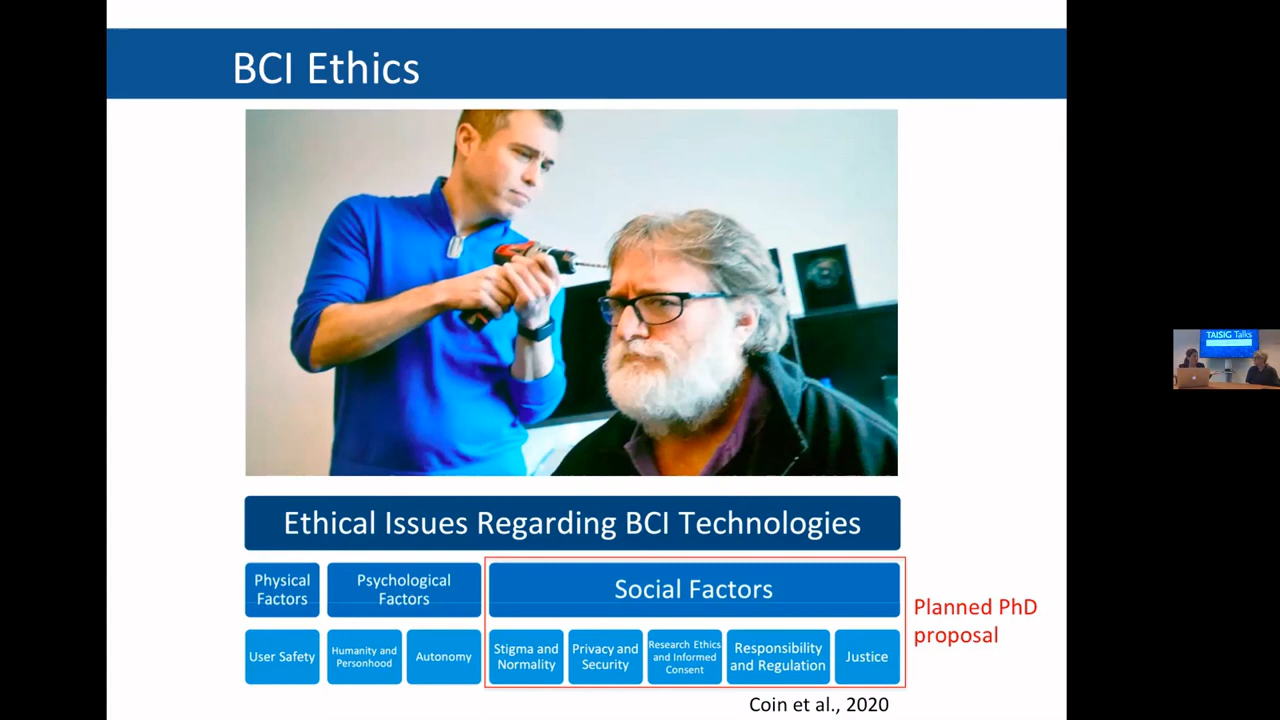 BCI Ethics
TAISIG Talks
Ethical Issues Regarding BCI Technologies
Physical
Factors
Psychological
Factors
Social Factors
Planned PhD
proposal
User Safety
Humanity and
Personhood
Autonomy
Stigma and
Normality
Privacy and
Security
Research Ethics
and Informed
Consent
Responsibility
and Regulation
Justice
Coin et al., 2020